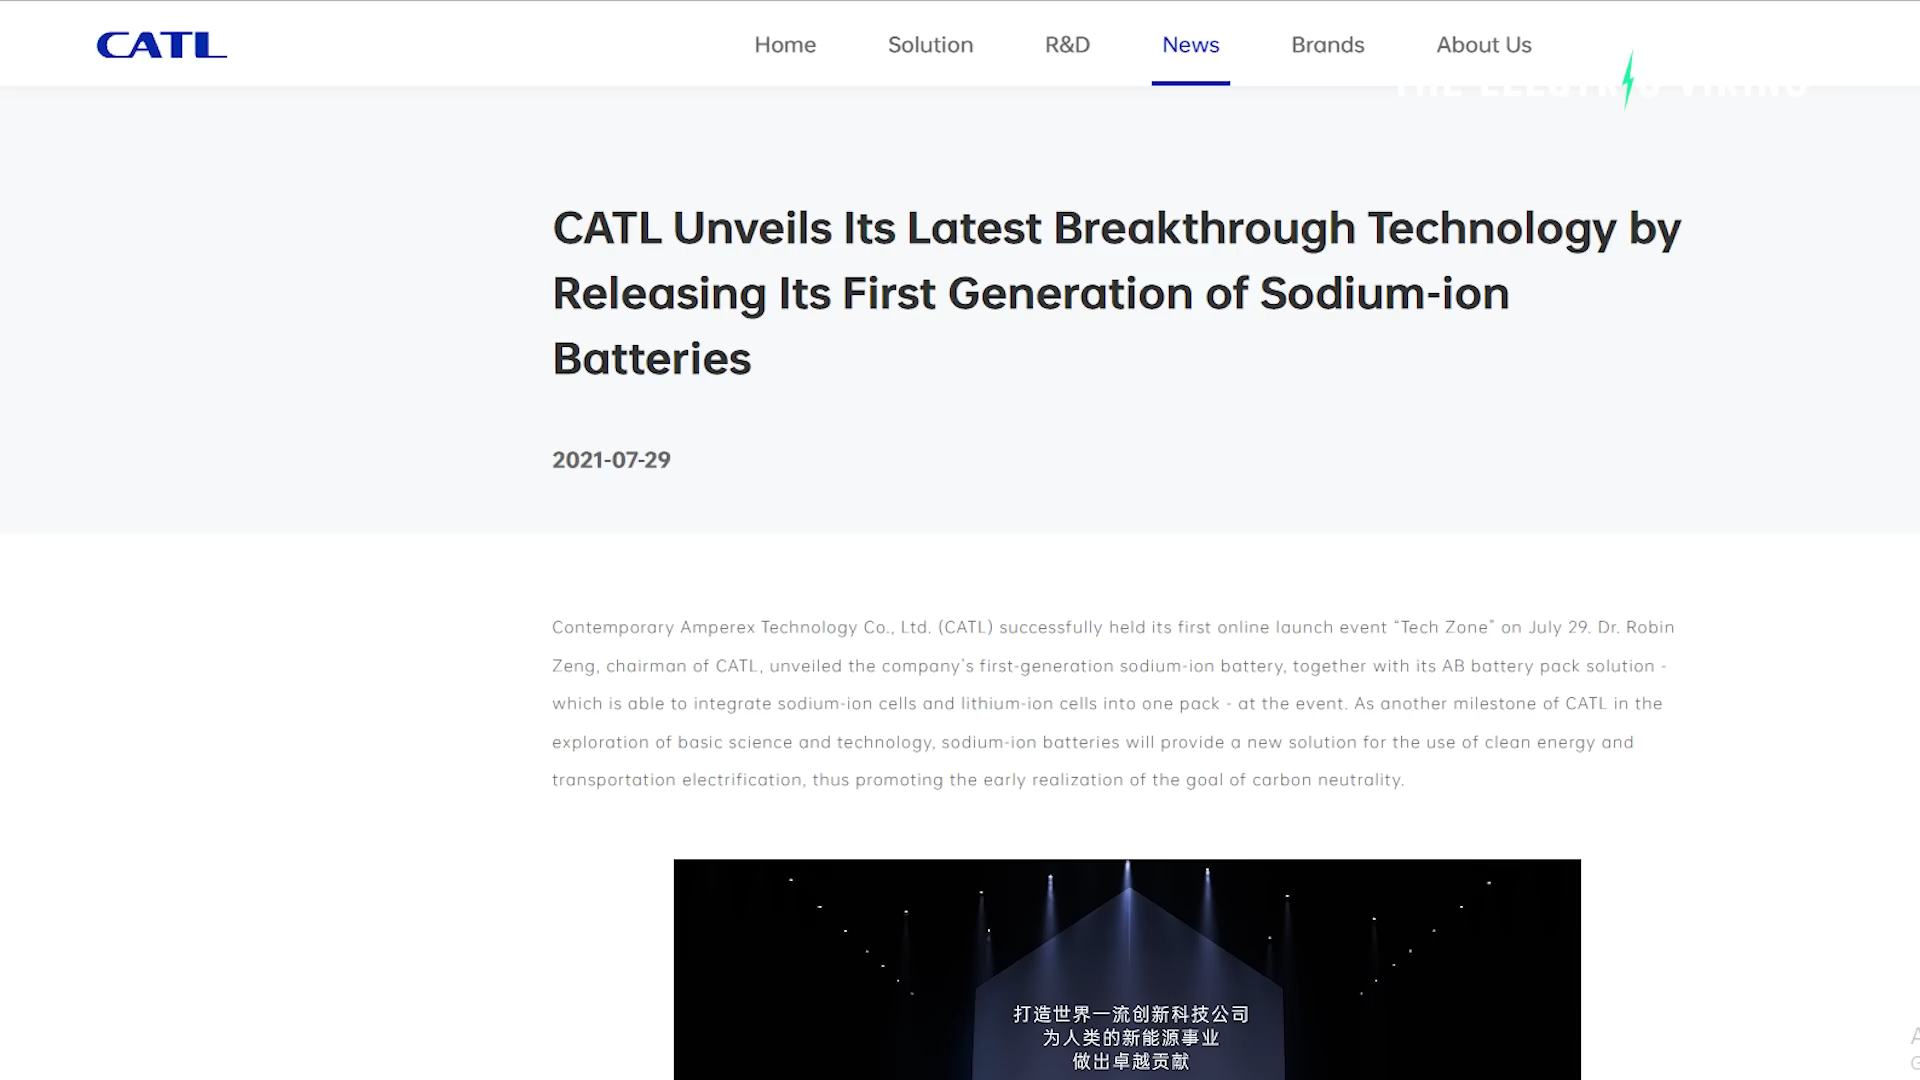 CATL
Home
Solution
R&D
News
Brands
About Us
THE ELECTRIC VIKING
CATL Unveils Its Latest Breakthrough Technology by
Releasing Its First Generation of Sodium-ion
Batteries
2021-07-29
Contemporary Amperex Technology Co., Ltd. (CATL) successfully held its first online launch event “Tech Zone” on July 29. Dr. Robin
Zeng, chairman of CATL, unveiled the company's first-generation sodium-ion battery, together with its AB battery pack solution -
which is able to integrate sodium-ion cells and lithium-ion cells into one pack - at the event. As another milestone of CATL in the
exploration of basic science and technology, sodium-ion batteries will provide a new solution for the use of clean energy and
transportation electrification, thus promoting the early realization of the goal of carbon neutrality.
打造世界一流创新科技公司
为人类的新能源事业
做出卓越贡献